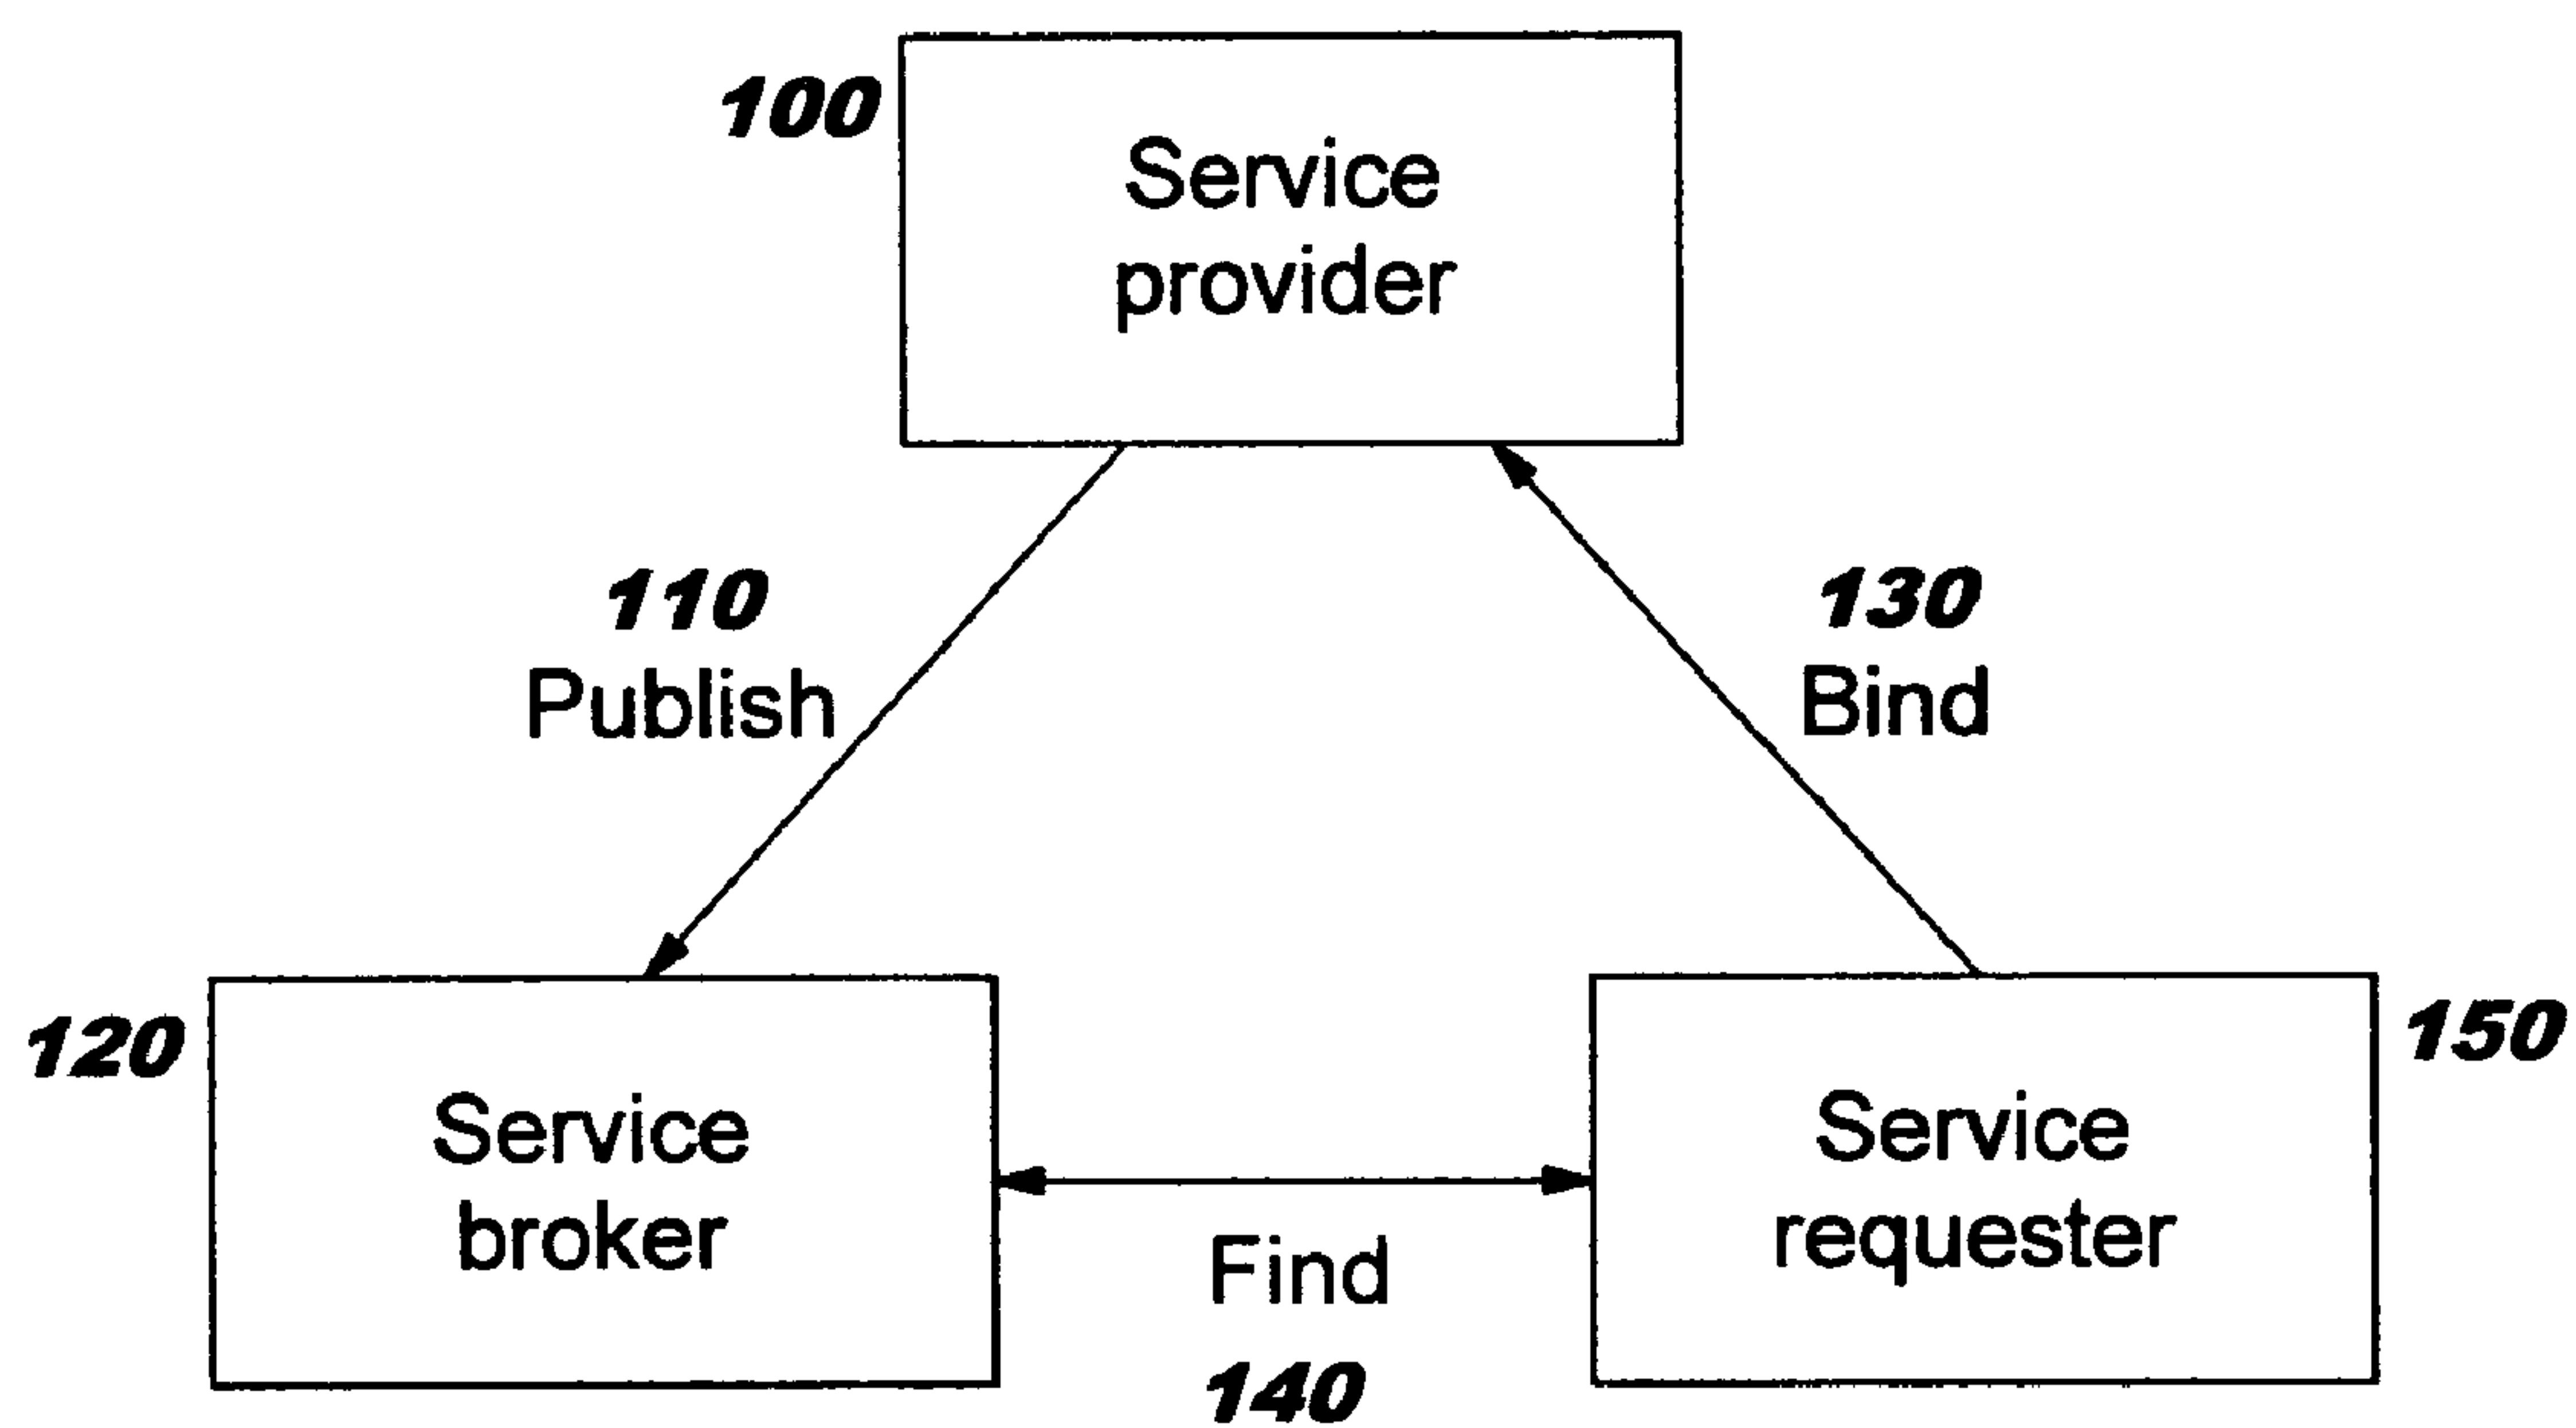 100
Service
provider
110
Publish
130
Bind
120
Service
broker
150
Service
requester
Find
140